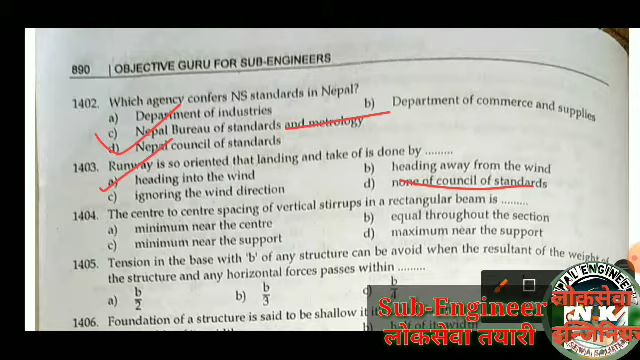 890 | OBJECTIVE GURU FOR SUB-ENGINEERS
1402. Which agency confers NS standards in Nepal?
a) Department of industries b) Department of commerce and supplies
c) Nepal Bureau of standards and metrology
d) Nepal council of standards
1403. Runway is so oriented that landing and take of is done by .........
a) heading into the wind b) heading away from the wind
c) ignoring the wind direction d) none of council of standards
1404. The centre to centre spacing of vertical stirrups in a rectangular beam is .........
a) minimum near the centre b) equal throughout the section
c) minimum near the support d) maximum near the support
1405. Tension in the base with 'b' of any structure can be avoid when the resultant of the weight of
the structure and any horizontal forces passes within .........
a) b/2 b) b/3 c) b/4
1406. Foundation of a structure is said to be shallow if it
b) of its width
Sub-Engineer
लोकसेवा तयारी
लोकसेवा